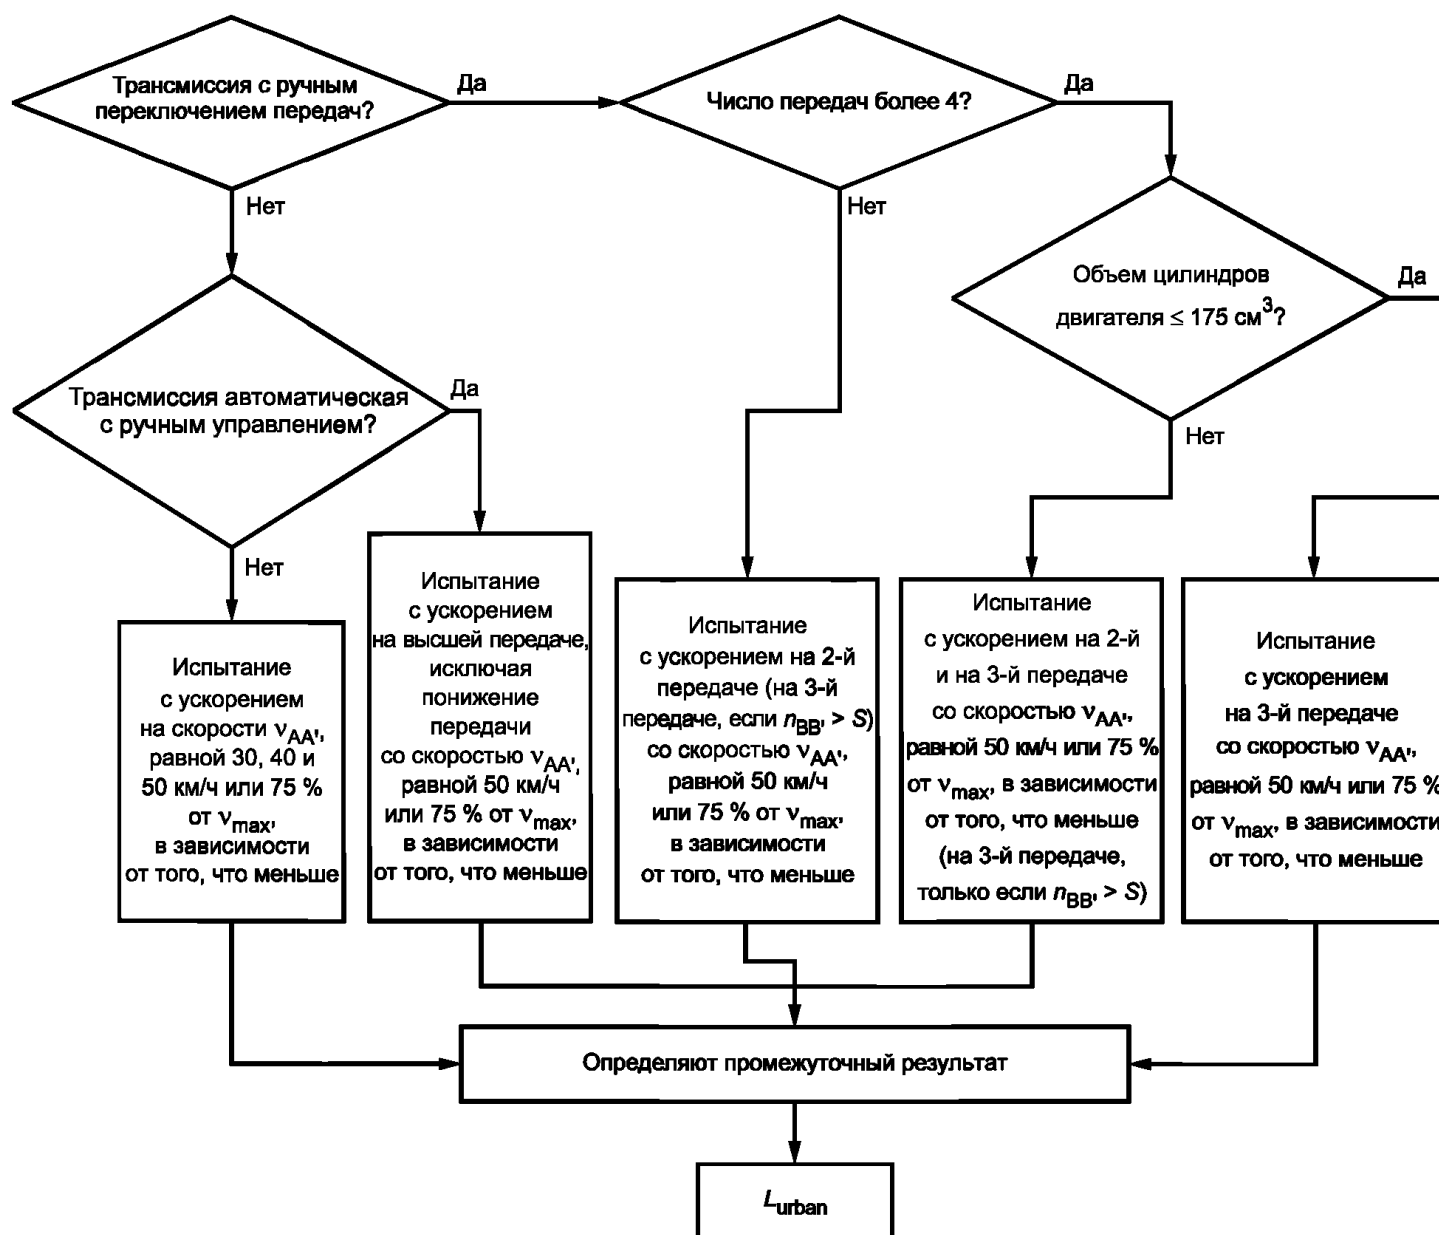 Трансмиссия с ручным
переключением передач?
Да
Число передач более 4?
Да
Нет
Нет
Объем цилиндров
двигателя ≤ 175 см³?
Да
Трансмиссия автоматическая
с ручным управлением?
Да
Нет
Нет
Испытание
с ускорением
на скорости vAA',
равной 30, 40 и
50 км/ч или 75 %
от vmax,
в зависимости
от того, что меньше
Испытание
с ускорением
на высшей передаче,
исключая
понижение
передачи
со скоростью vAA',
равной 50 км/ч
или 75 % от vmax,
в зависимости
от того, что меньше
Испытание
с ускорением на 2-й
передаче (на 3-й
передаче, если nBB' > S)
со скоростью vAA',
равной 50 км/ч
или 75 % от vmax,
в зависимости
от того, что меньше
Испытание
с ускорением на 2-й
и на 3-й передаче
со скоростью vAA',
равной 50 км/ч или 75 %
от vmax, в зависимости
от того, что меньше
(на 3-й передаче,
только если nBB' > S)
Испытание
с ускорением
на 3-й передаче
со скоростью vAA',
равной 50 км/ч или 75 %
от vmax, в зависимости
от того, что меньше
Определяют промежуточный результат
Lurban